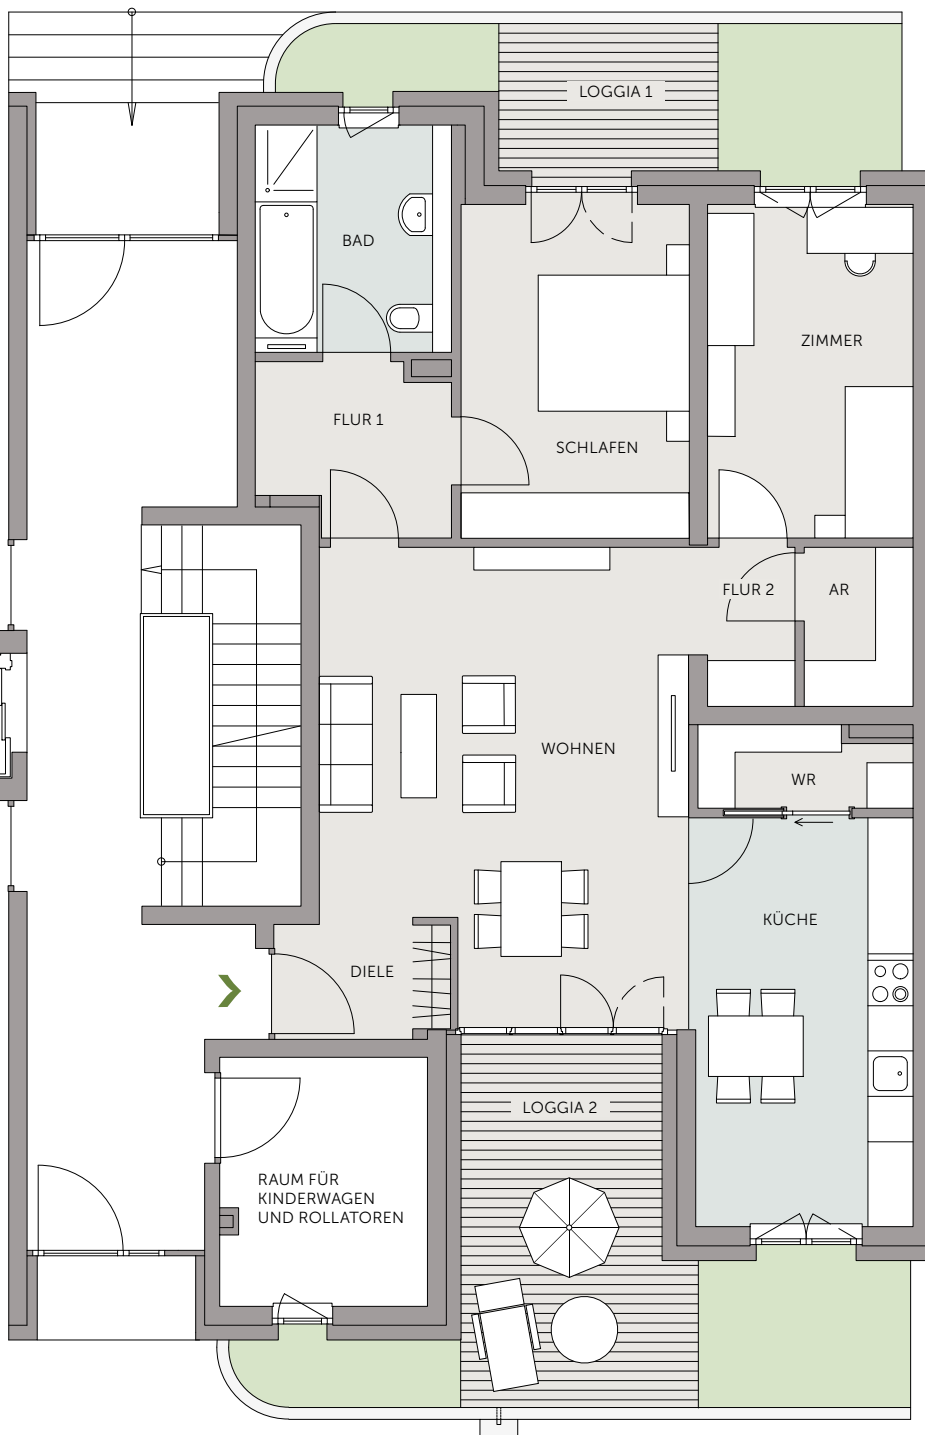 LOGGIA 1
BAD
ZIMMER
FLUR 1
SCHLAFEN
FLUR 2
AR
WOHNEN
WR
KÜCHE
DIELE
LOGGIA 2
RAUM FÜR
KINDERWAGEN
UND ROLLATOREN